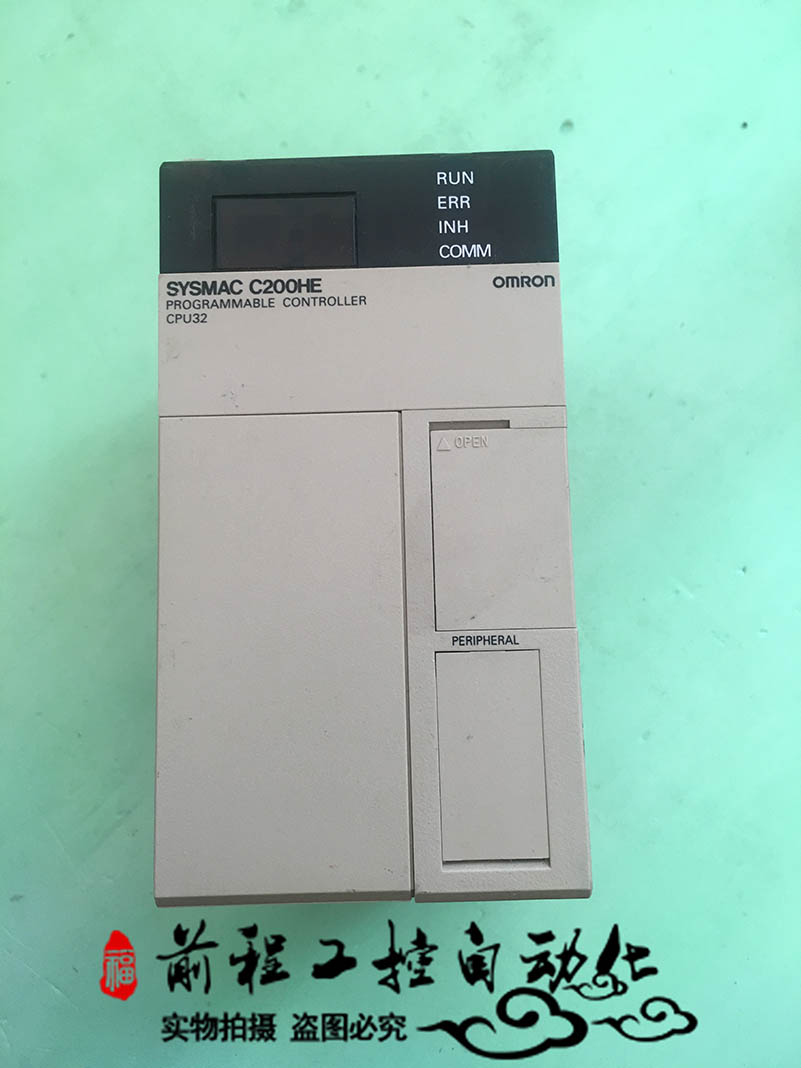 RUN
ERR
INH
COMM
SYSMAC C200HE
OMRON
PROGRAMMABLE CONTROLLER
CPU32
△ OPEN
PERIPHERAL
福
前程工控自动化
实物拍摄 盗图必究